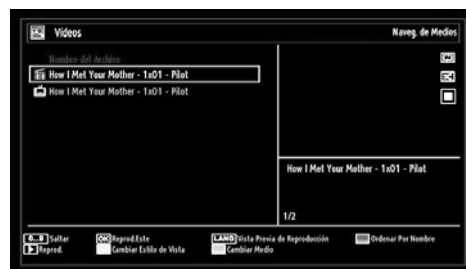 Vídeos
Naveg. de Medios
Nombre del Archivo
How I Met Your Mother - 1x01 - Pilot
How I Met Your Mother - 1x01 - Pilot
How I Met Your Mother - 1x01 - Pilot
1/2
0...9 Saltar OK Reprod.Este LANG Vista Previa de Reproducción Ordenar Por Nombre
Reprod. Cambiar Estilo de Vista Cambiar Medio